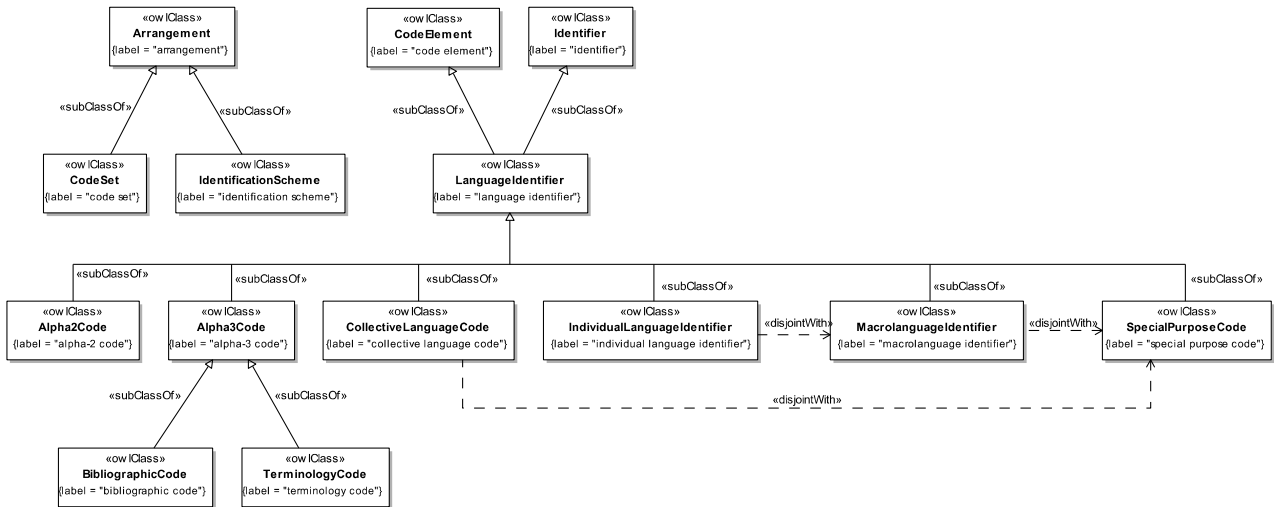 «owlClass»
Arrangement
{label = "arrangement"}
«owlClass»
CodeElement
{label = "code element"}
«owlClass»
Identifier
{label = "identifier"}
«subClassOf»
«subClassOf»
«subClassOf»
«subClassOf»
«owlClass»
CodeSet
{label = "code set"}
«owlClass»
IdentificationScheme
{label = "identification scheme"}
«owlClass»
LanguageIdentifier
{label = "language identifier"}
«subClassOf»
«subClassOf»
«subClassOf»
«subClassOf»
«subClassOf»
«subClassOf»
«owlClass»
Alpha2Code
{label = "alpha-2 code"}
«owlClass»
Alpha3Code
{label = "alpha-3 code"}
«owlClass»
CollectiveLanguageCode
{label = "collective language code"}
«owlClass»
IndividualLanguageIdentifier
{label = "individual language identifier"}
«disjointWith»
«owlClass»
MacrolanguageIdentifier
{label = "macrolanguage identifier"}
«disjointWith»
«owlClass»
SpecialPurposeCode
{label = "special purpose code"}
«subClassOf»
«subClassOf»
«disjointWith»
«owlClass»
BibliographicCode
{label = "bibliographic code"}
«owlClass»
TerminologyCode
{label = "terminology code"}